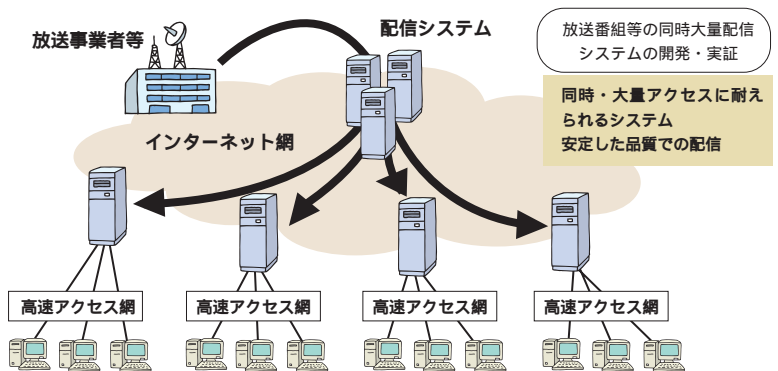 放送事業者等
配信システム
放送番組等の同時大量配信
システムの開発・実証
同時・大量アクセスに耐え
られるシステム
安定した品質での配信
インターネット網
高速アクセス網
高速アクセス網
高速アクセス網
高速アクセス網